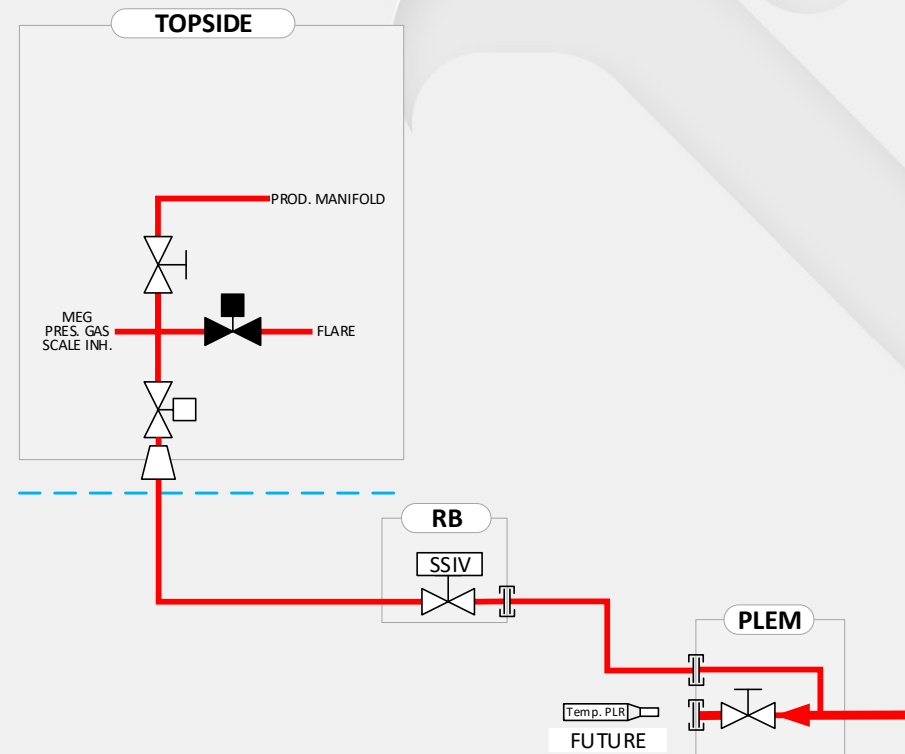 TOPSIDE
PROD. MANIFOLD
MEG
PRES. GAS
SCALE INH.
FLARE
RB
SSIV
PLEM
Temp. PLR
FUTURE